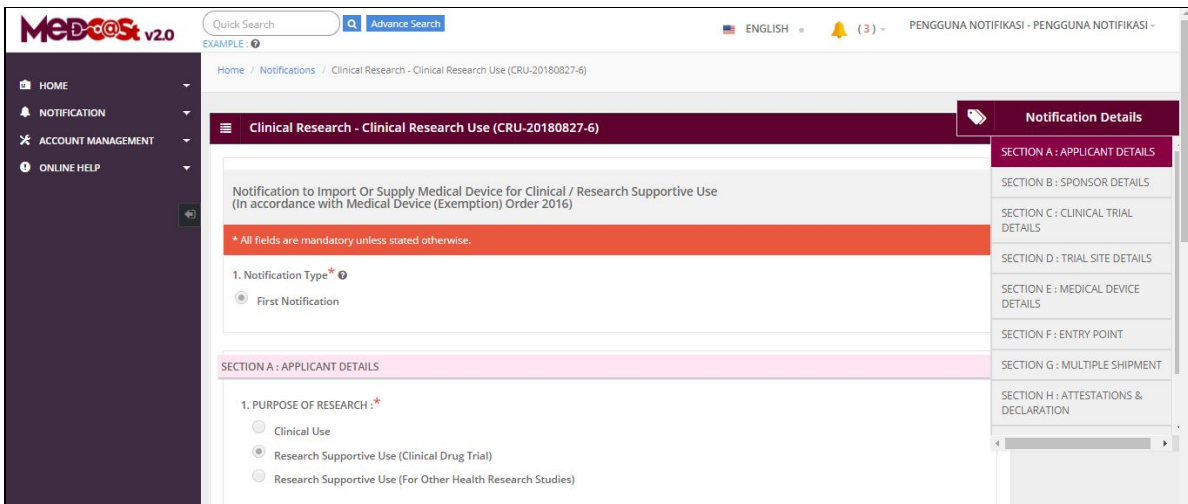 MeDC@St v2.0
Quick Search
Advance Search
EXAMPLE :
ENGLISH
(3)
PENGGUNA NOTIFIKASI - PENGGUNA NOTIFIKASI
HOME
NOTIFICATION
ACCOUNT MANAGEMENT
ONLINE HELP
Home / Notifications / Clinical Research - Clinical Research Use (CRU-20180827-6)
Clinical Research - Clinical Research Use (CRU-20180827-6)
Notification to Import Or Supply Medical Device for Clinical / Research Supportive Use
(In accordance with Medical Device (Exemption) Order 2016)
* All fields are mandatory unless stated otherwise.
1. Notification Type*
First Notification
SECTION A : APPLICANT DETAILS
1. PURPOSE OF RESEARCH :*
Clinical Use
Research Supportive Use (Clinical Drug Trial)
Research Supportive Use (For Other Health Research Studies)
Notification Details
SECTION A : APPLICANT DETAILS
SECTION B : SPONSOR DETAILS
SECTION C : CLINICAL TRIAL
DETAILS
SECTION D : TRIAL SITE DETAILS
SECTION E : MEDICAL DEVICE
DETAILS
SECTION F : ENTRY POINT
SECTION G : MULTIPLE SHIPMENT
SECTION H : ATTESTATIONS &
DECLARATION